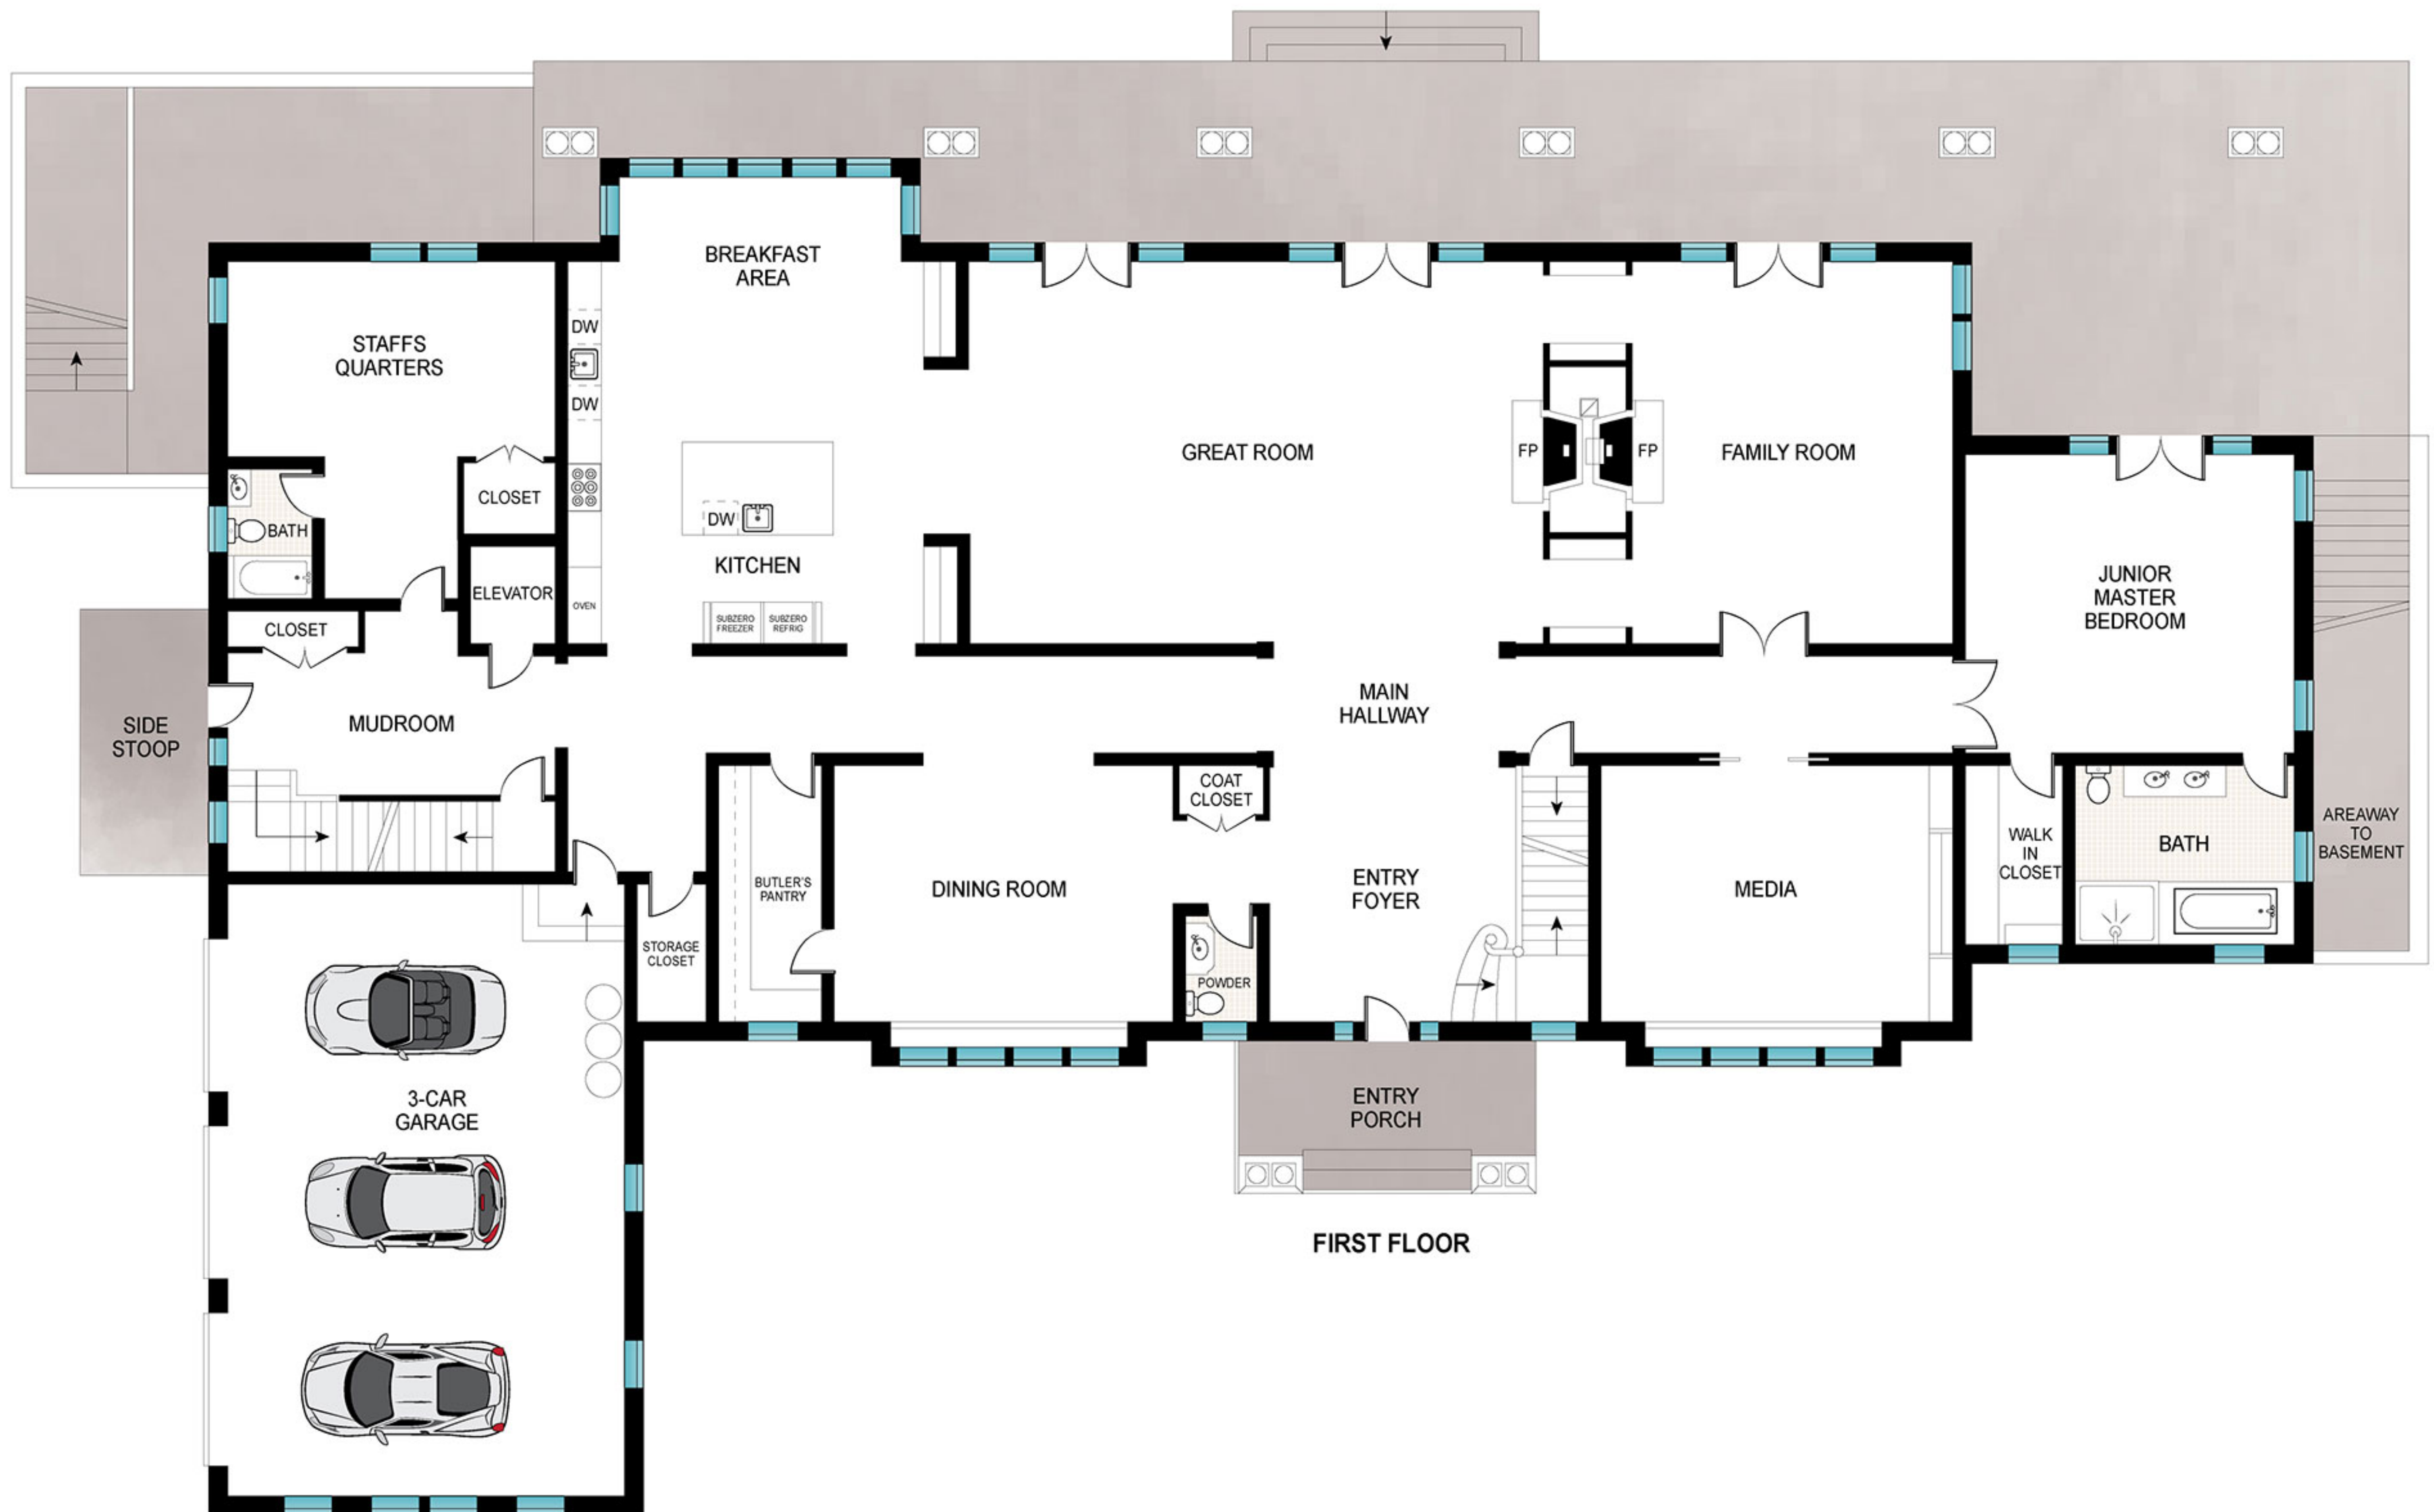 BREAKFAST
AREA
DW
STAFFS
QUARTERS
DW
GREAT ROOM
FP
FP
FAMILY ROOM
CLOSET
DW
BATH
KITCHEN
JUNIOR
MASTER
BEDROOM
ELEVATOR
OVEN
SUBZERO
FREEZER
SUBZERO
REFRIG
CLOSET
MAIN
HALLWAY
SIDE
STOOP
MUDROOM
COAT
CLOSET
AREAWAY
TO
BASEMENT
WALK
IN
CLOSET
BATH
BUTLER'S
PANTRY
DINING ROOM
ENTRY
FOYER
MEDIA
STORAGE
CLOSET
POWDER
3-CAR
GARAGE
ENTRY
PORCH
FIRST FLOOR